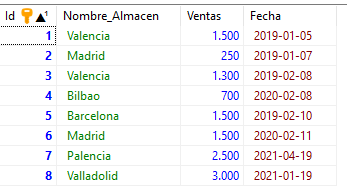 Id Nombre_Almacen Ventas Fecha
1 Valencia 1.500 2019-01-05
2 Madrid 250 2019-01-07
3 Valencia 1.300 2019-02-08
4 Bilbao 700 2020-02-08
5 Barcelona 1.500 2019-02-10
6 Madrid 1.500 2020-02-11
7 Palencia 2.500 2021-04-19
8 Valladolid 3.000 2021-01-19